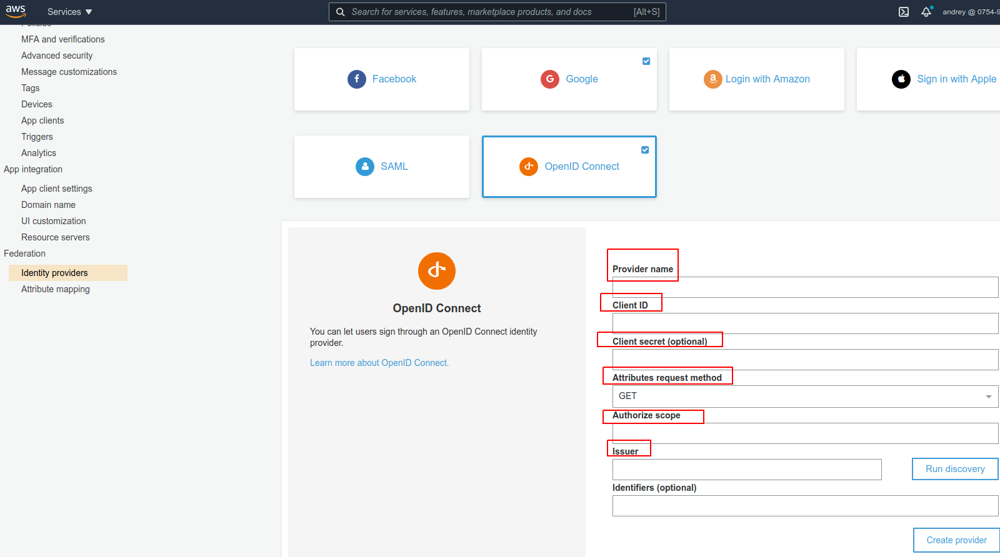 aws
Services
Search for services, features, marketplace products, and docs
[Alt+S]
andrey @ 0754-9
Policies
MFA and verifications
Advanced security
Message customizations
Tags
Devices
App clients
Triggers
Analytics
App integration
App client settings
Domain name
UI customization
Resource servers
Federation
Identity providers
Attribute mapping
Facebook
Google
Login with Amazon
Sign in with Apple
SAML
OpenID Connect
OpenID Connect
You can let users sign through an OpenID Connect identity
provider.
Learn more about OpenID Connect.
Provider name
Client ID
Client secret (optional)
Attributes request method
GET
Authorize scope
Issuer
Run discovery
Identifiers (optional)
Create provider